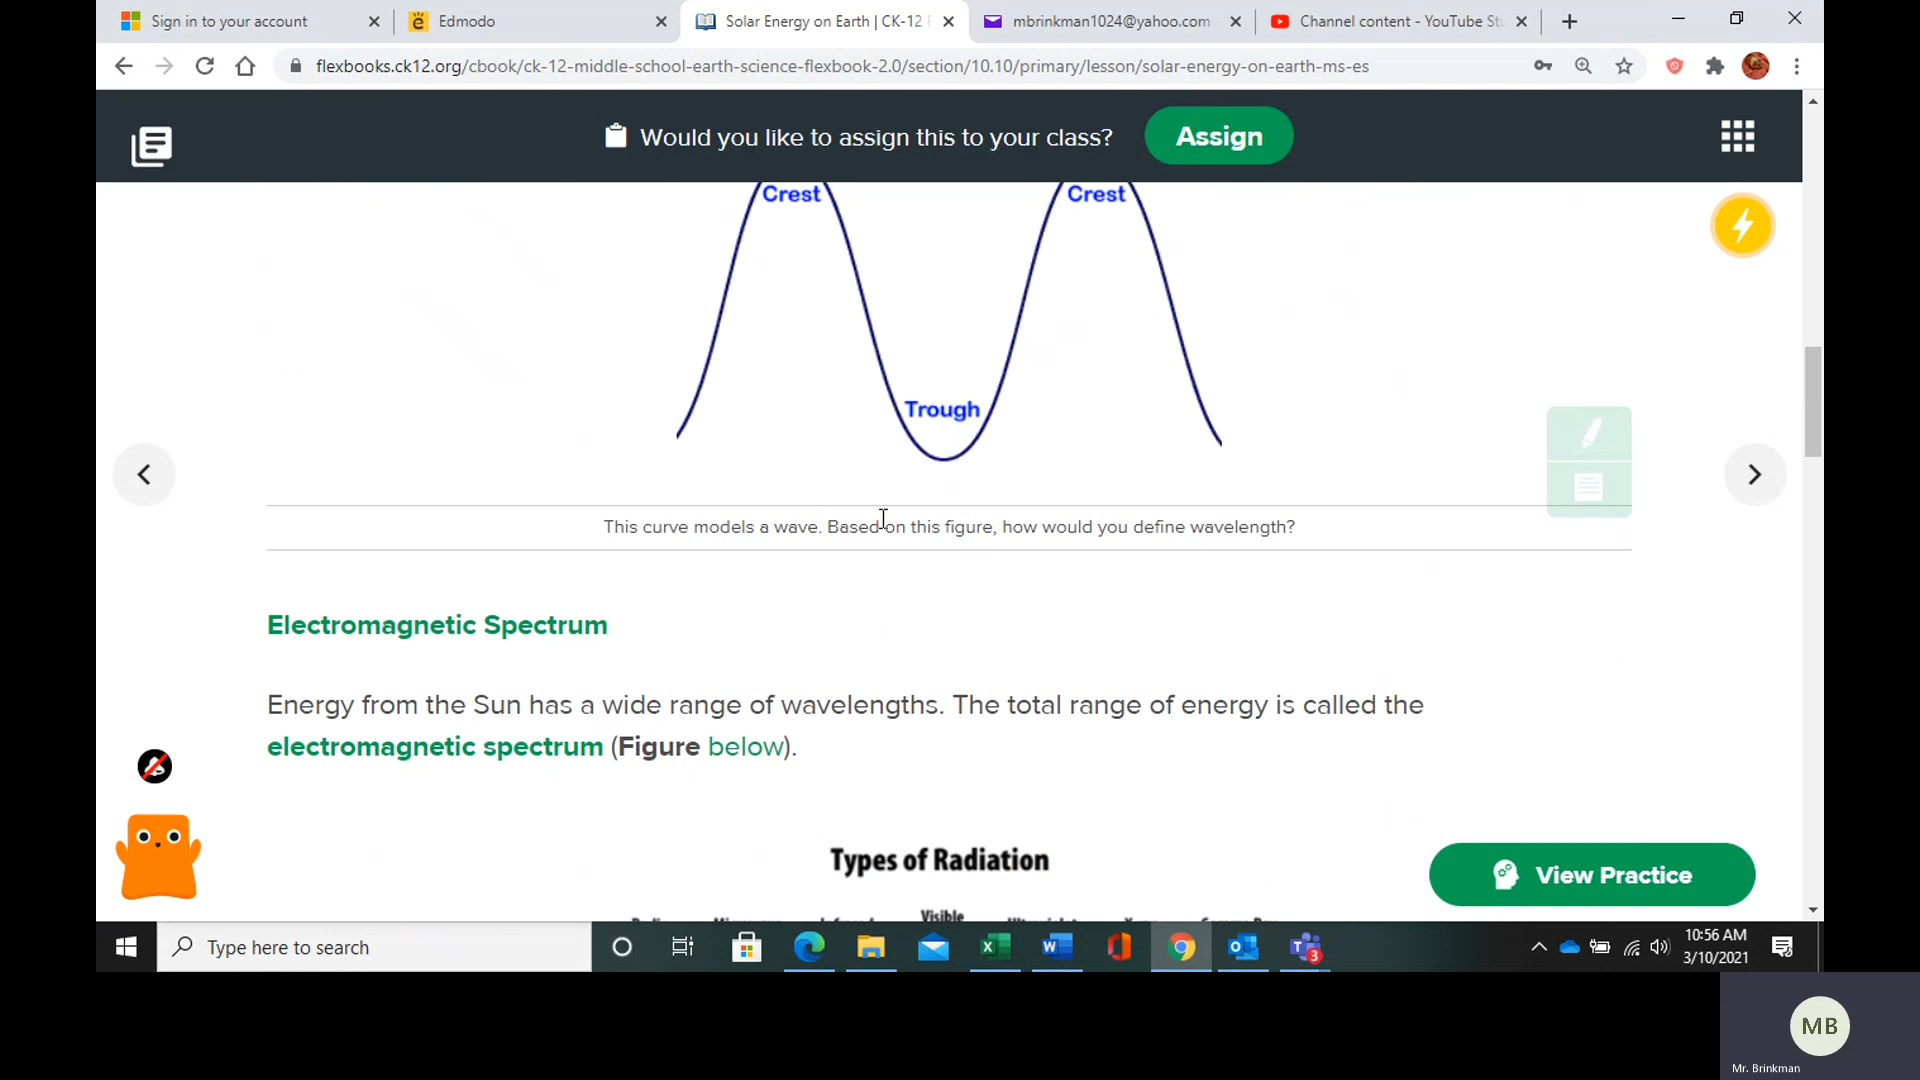 Sign in to your account
Edmodo
Solar Energy on Earth | CK-12
mbrinkman1024@yahoo.com
Channel content - YouTube St
flexbooks.ck12.org/cbook/ck-12-middle-school-earth-science-flexbook-2.0/section/10.10/primary/lesson/solar-energy-on-earth-ms-es
Would you like to assign this to your class?
Assign
Crest
Crest
Trough
This curve models a wave. Based on this figure, how would you define wavelength?
Electromagnetic Spectrum
Energy from the Sun has a wide range of wavelengths. The total range of energy is called the
electromagnetic spectrum (Figure below).
Types of Radiation
Visible
View Practice
Type here to search
3
10:56 AM
3/10/2021
MB
Mr. Brinkman